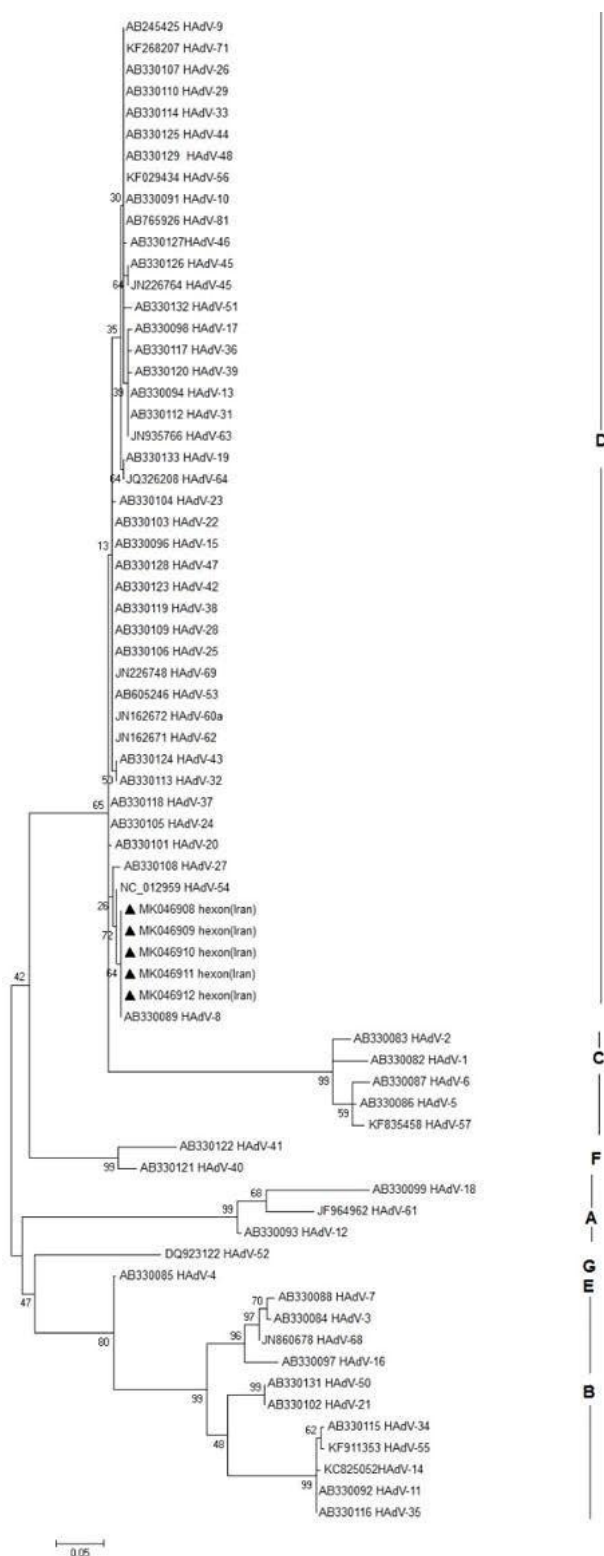 AB245425 HAdV-9
KF268207 HAdV-71
AB330107 HAdV-26
AB330110 HAdV-29
AB330114 HAdV-33
AB330125 HAdV-44
AB330129 HAdV-48
KF029434 HAdV-56
30 AB330091 HAdV-10
AB765926 HAdV-81
AB330127HAdV-46
AB330126 HAdV-45
64 JN226764 HAdV-45
AB330132 HAdV-51
35 AB330098 HAdV-17
AB330117 HAdV-36
AB330120 HAdV-39
39 AB330094 HAdV-13
AB330112 HAdV-31
JN935766 HAdV-63
D
AB330133 HAdV-19
64 JQ326208 HAdV-64
AB330104 HAdV-23
AB330103 HAdV-22
13 AB330096 HAdV-15
AB330128 HAdV-47
AB330123 HAdV-42
AB330119 HAdV-38
AB330109 HAdV-28
AB330106 HAdV-25
JN226748 HAdV-69
AB605246 HAdV-53
JN162672 HAdV-60a
JN162671 HAdV-62
AB330124 HAdV-43
50 AB330113 HAdV-32
65 AB330118 HAdV-37
AB330105 HAdV-24
AB330101 HAdV-20
AB330108 HAdV-27
NC_012959 HAdV-54
26 ▲ MK046908 hexon(Iran)
72 ▲ MK046909 hexon(Iran)
▲ MK046910 hexon(Iran)
64 ▲ MK046911 hexon(Iran)
42 ▲ MK046912 hexon(Iran)
AB330089 HAdV-8
AB330083 HAdV-2
AB330082 HAdV-1 C
99 AB330087 HAdV-6
AB330086 HAdV-5
59 KF835458 HAdV-57
AB330122 HAdV-41
F
99 AB330121 HAdV-40
68 AB330099 HAdV-18
99 JF964962 HAdV-61 A
AB330093 HAdV-12
DQ923122 HAdV-52 G
AB330085 HAdV-4 E
47
70 AB330088 HAdV-7
97 AB330084 HAdV-3
80 96 JN860678 HAdV-68
AB330097 HAdV-16
99 AB330131 HAdV-50 B
99 AB330102 HAdV-21
62 AB330115 HAdV-34
48 KF911353 HAdV-55
KC825052HAdV-14
99 AB330092 HAdV-11
AB330116 HAdV-35
0.05